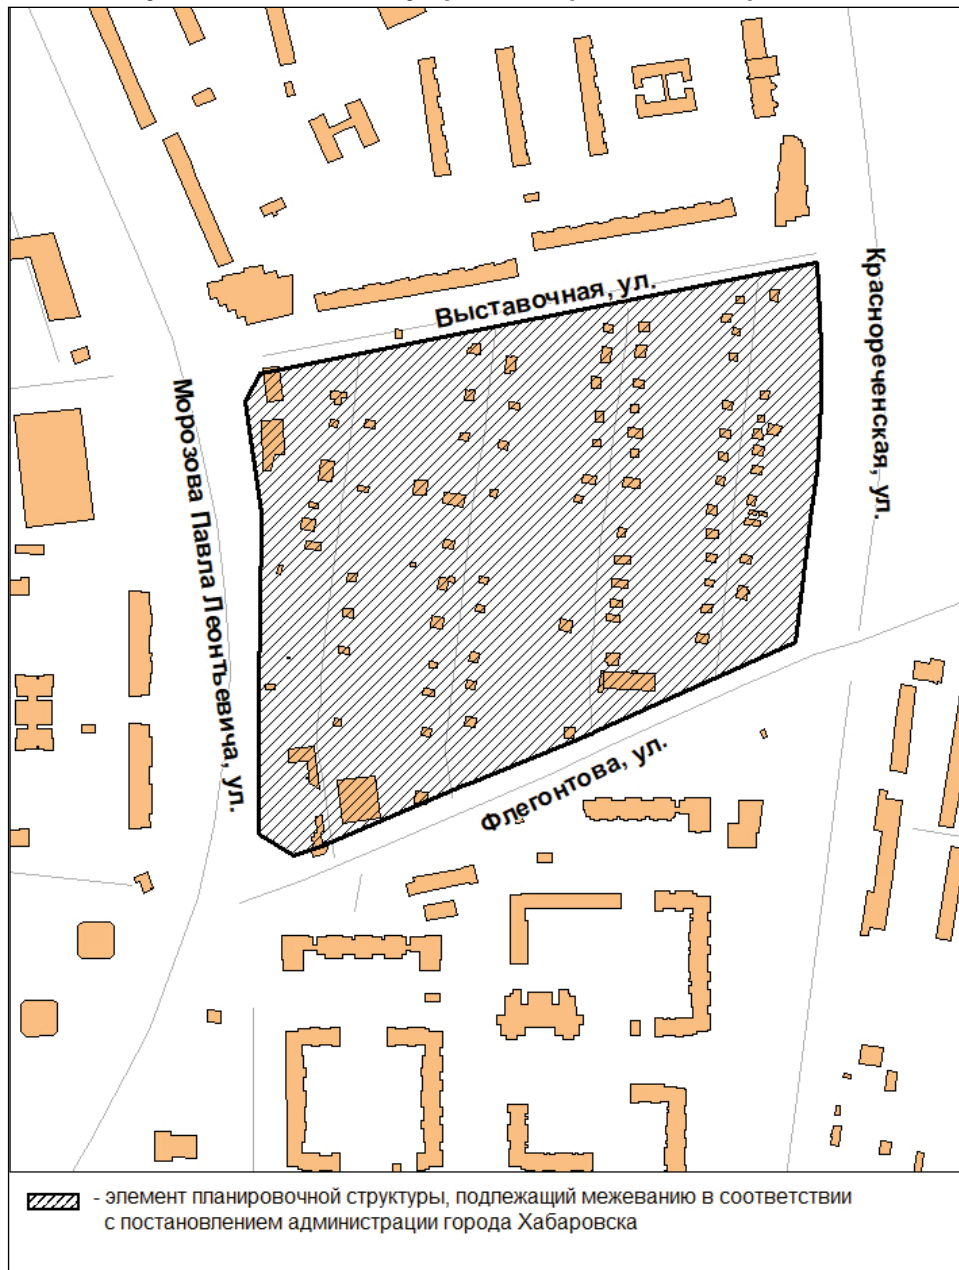 Выставочная, ул.
Краснореченская, ул.
Морозова Павла Леонтьевича, ул.
Флегонтова, ул.
- элемент планировочной структуры, подлежащий межеванию в соответствии
с постановлением администрации города Хабаровска